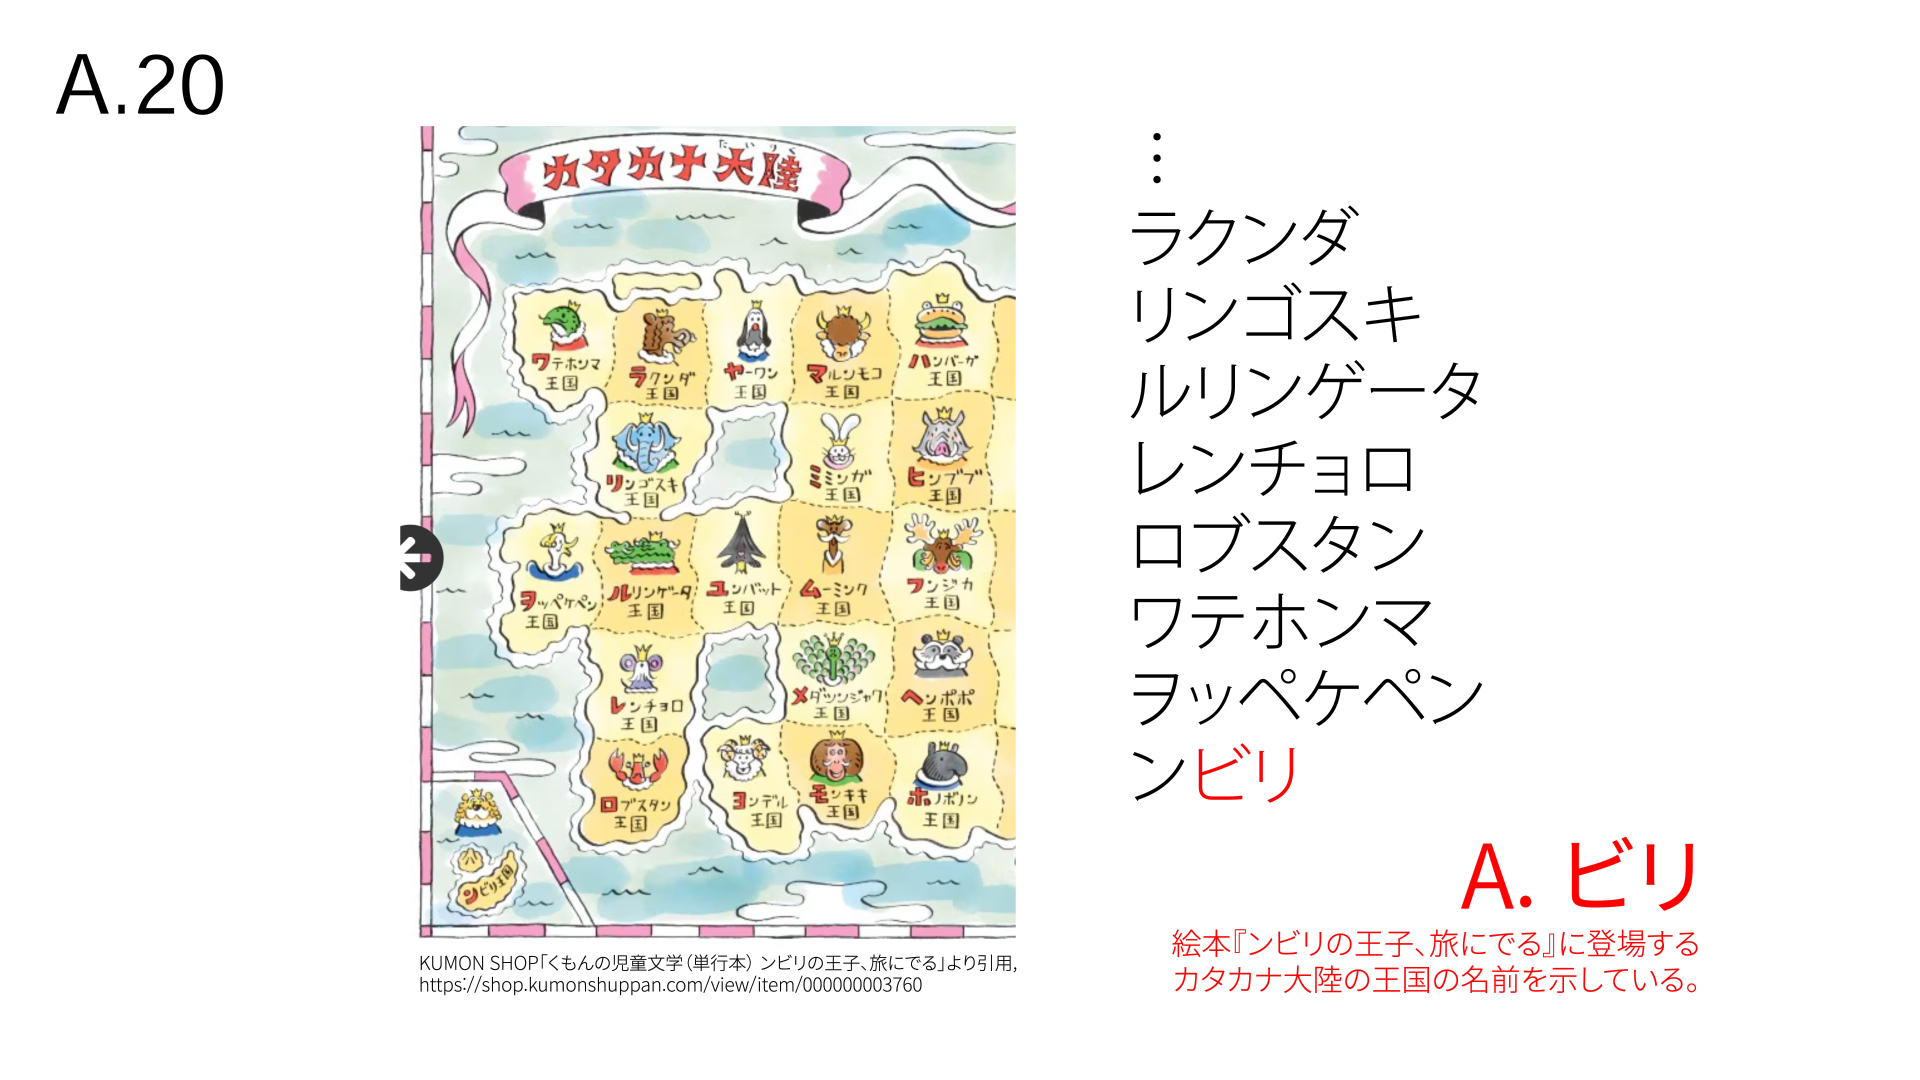 A.20
カタカナ大陸
たいりく
ワテホンマ
王国
ラクンダ
王国
ヤーワン
王国
マルンモコ
王国
ハンバーガ
王国
リンゴスキ
王国
ミミンガ
王国
ヒンブブ
王国
ヲッペケペン
王国
ルリンゲータ
王国
ユンバット
王国
ムーミンク
王国
フンジカ
王国
レンチョロ
王国
メダツンジャク
王国
ヘンポポ
王国
ロブスタン
王国
ヨンデル
王国
モンキキ
王国
ホノボノン
王国
ンビリ王国
KUMON SHOP「くもんの児童文学（単行本） ンビリの王子、旅にでる」より引用,
https://shop.kumonshuppan.com/view/item/000000003760
⋮
ラクンダ
リンゴスキ
ルリンゲータ
レンチョロ
ロブスタン
ワテホンマ
ヲッペケペン
ンビリ
A. ビリ
絵本『ンビリの王子、旅にでる』に登場する
カタカナ大陸の王国の名前を示している。